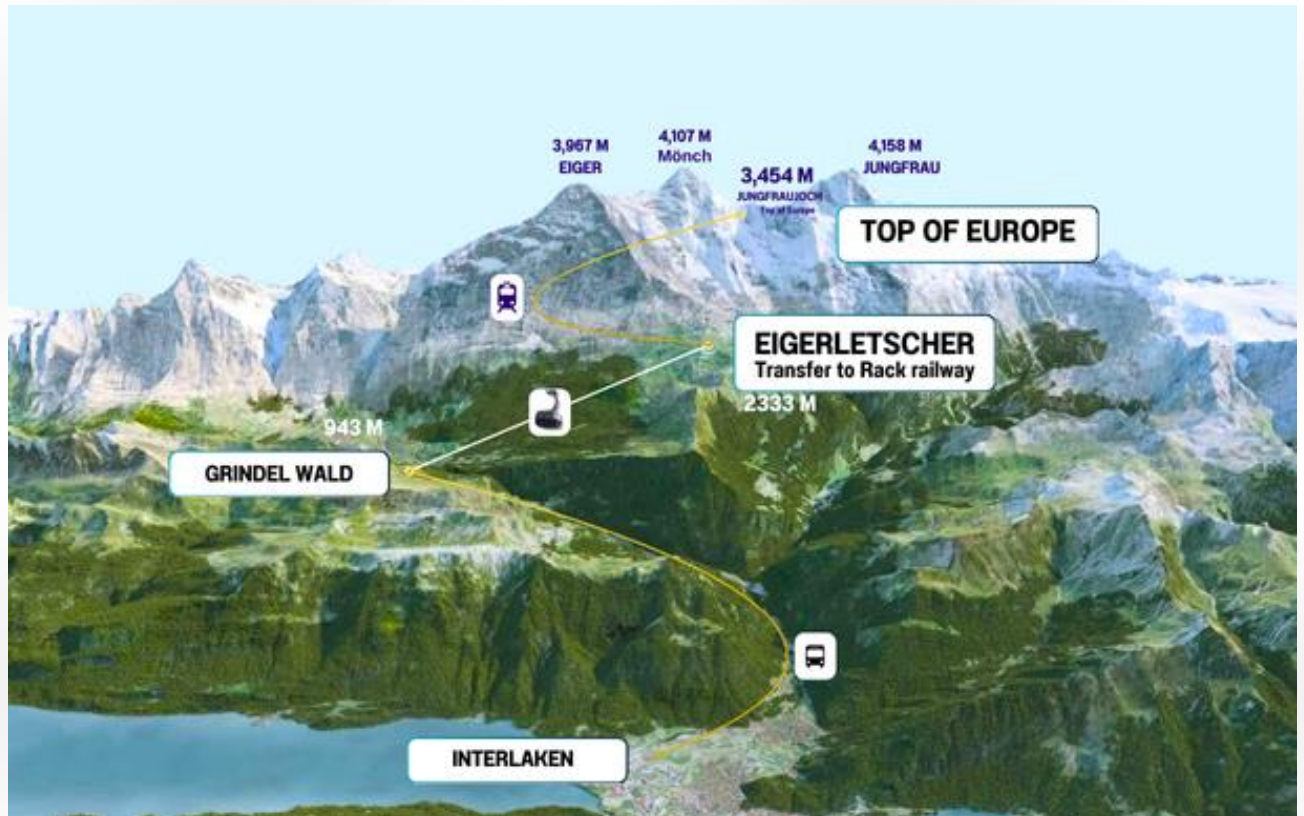 3,967 M
EIGER
4,107 M
Mönch
4,158 M
JUNGFRAU
3,454 M
JUNGFRAUJOCH
Top of Europe
TOP OF EUROPE
EIGERLETSCHER
Transfer to Rack railway
2333 M
943 M
GRINDEL WALD
INTERLAKEN